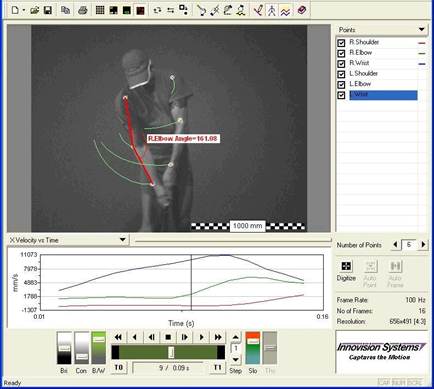 Points
R.Shoulder
R.Elbow
R.Wrist
L.Shoulder
L.Elbow
L.Wrist
R.Elbow Angle=161.08
1000 mm
X Velocity vs Time
Number of Points
6
11073
7978
4883
1788
-1307
mm/s
0.01
Time (s)
0.16
Digitize
Auto Point
Auto Frame
Frame Rate: 100 Hz
No of Frames: 16
Resolution: 656x491 [4:3]
Bri
Con
B/W
T0
9 / 0.09 s
T1
1
Step
Slo
Thr
Innovision Systems
Captures the Motion
Ready
CAP
NUM
SCRL